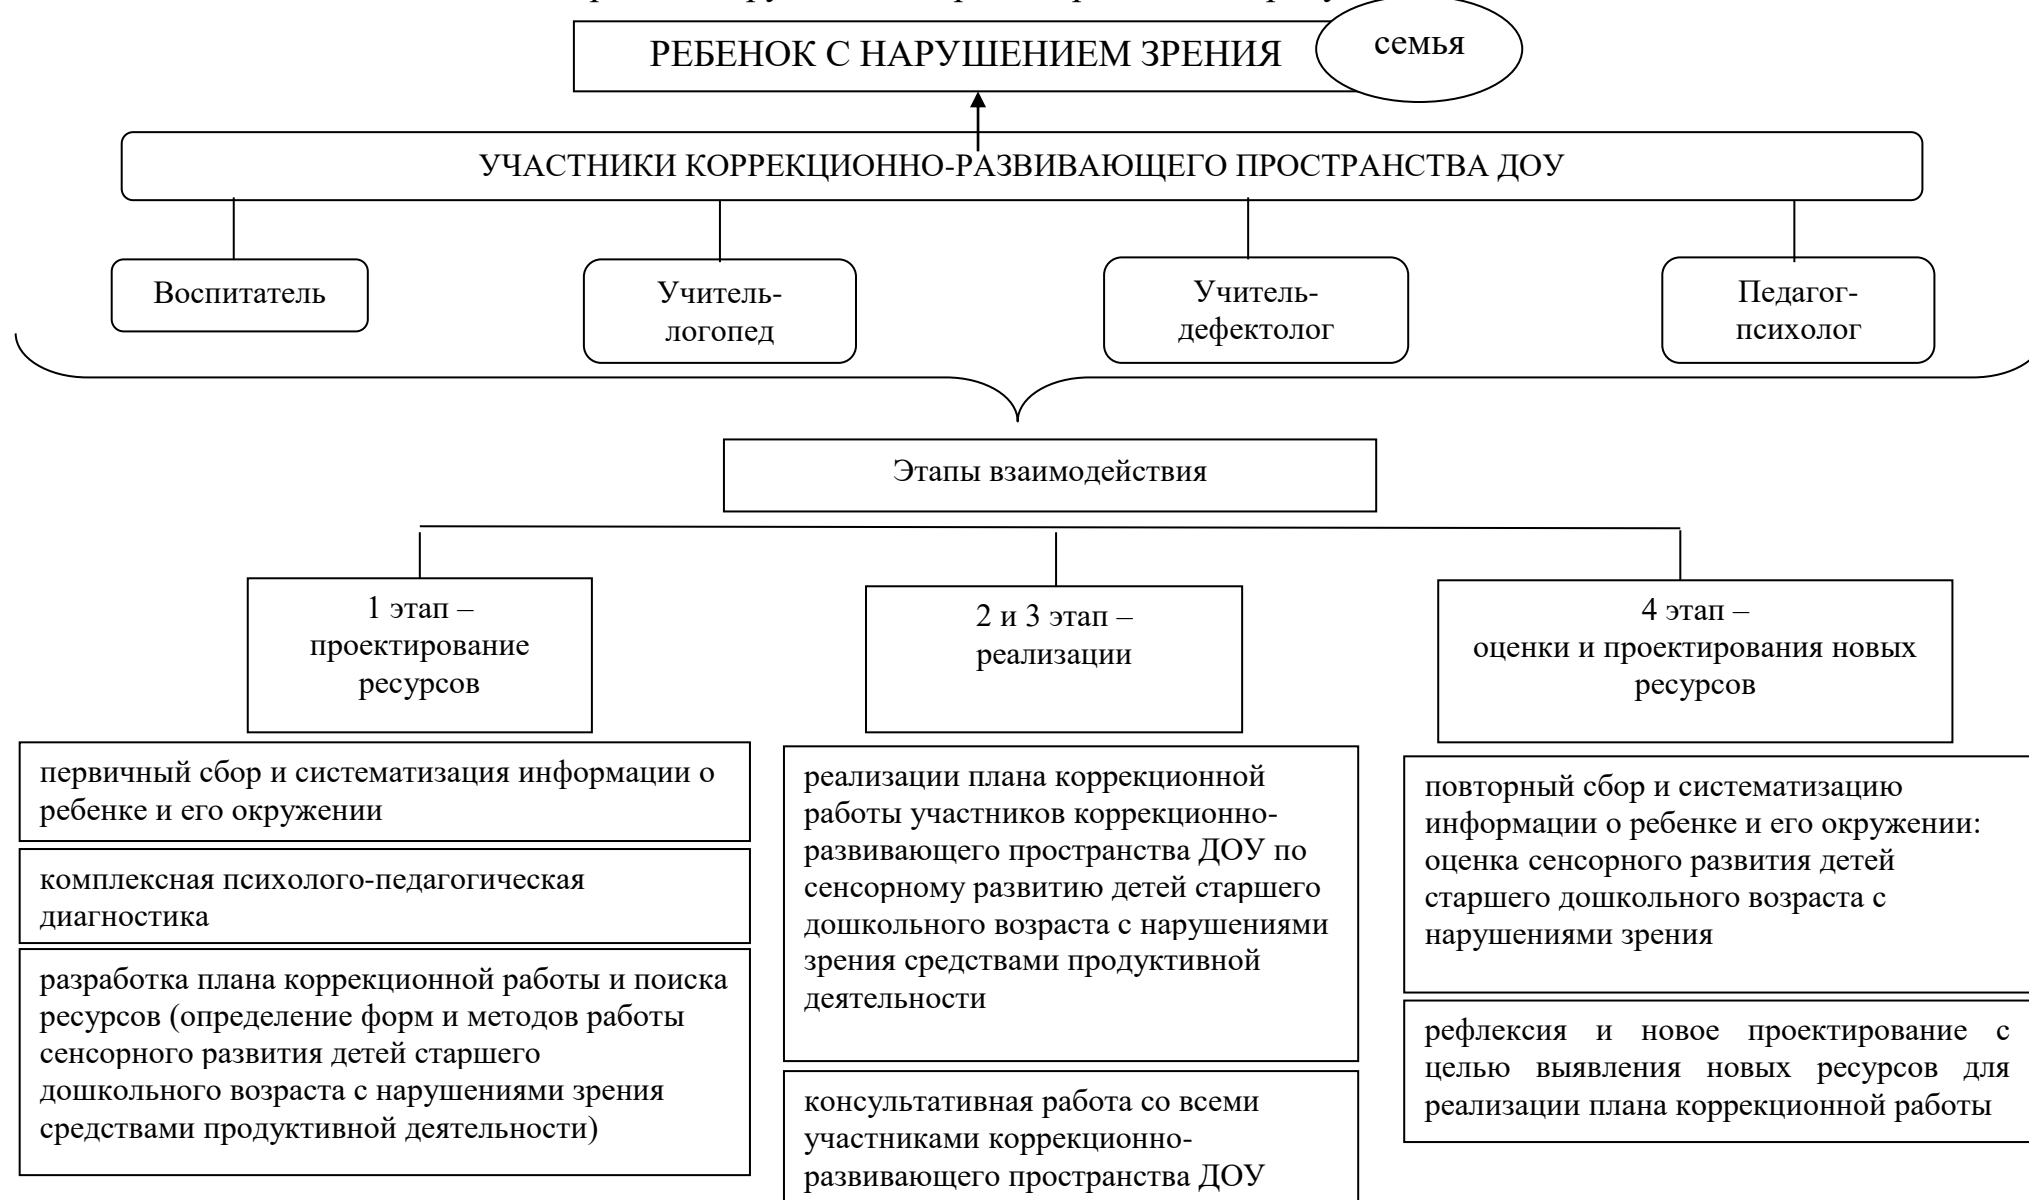 РЕБЕНОК С НАРУШЕНИЕМ ЗРЕНИЯ
семья
УЧАСТНИКИ КОРРЕКЦИОННО-РАЗВИВАЮЩЕГО ПРОСТРАНСТВА ДОУ
Воспитатель
Учитель-
логопед
Учитель-
дефектолог
Педагог-
психолог
Этапы взаимодействия
1 этап –
проектирование
ресурсов
2 и 3 этап –
реализации
4 этап –
оценки и проектирования новых
ресурсов
первичный сбор и систематизация информации о
ребенке и его окружении
комплексная психолого-педагогическая
диагностика
разработка плана коррекционной работы и поиска
ресурсов (определение форм и методов работы
сенсорного развития детей старшего
дошкольного возраста с нарушениями зрения
средствами продуктивной деятельности)
реализации плана коррекционной
работы участников коррекционно-
развивающего пространства ДОУ по
сенсорному развитию детей старшего
дошкольного возраста с нарушениями
зрения средствами продуктивной
деятельности
консультативная работа со всеми
участниками коррекционно-
развивающего пространства ДОУ
повторный сбор и систематизацию
информации о ребенке и его окружении:
оценка сенсорного развития детей
старшего дошкольного возраста с
нарушениями зрения
рефлексия и новое проектирование с
целью выявления новых ресурсов для
реализации плана коррекционной работы